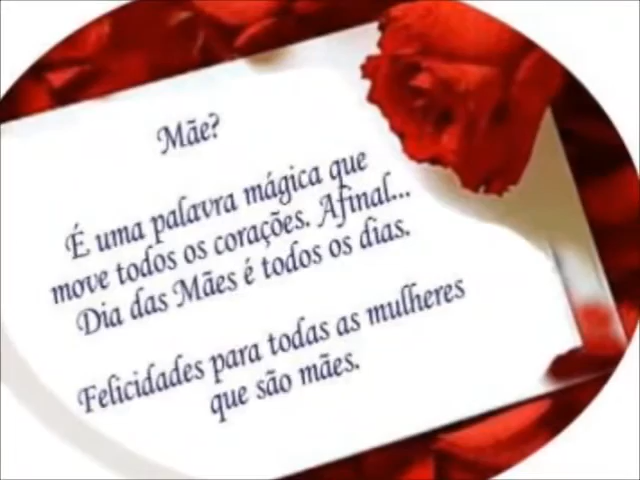 Mãe?
É uma palavra mágica que
move todos os corações. Afinal...
Dia das Mães é todos os dias.
Felicidades para todas as mulheres
que são mães.